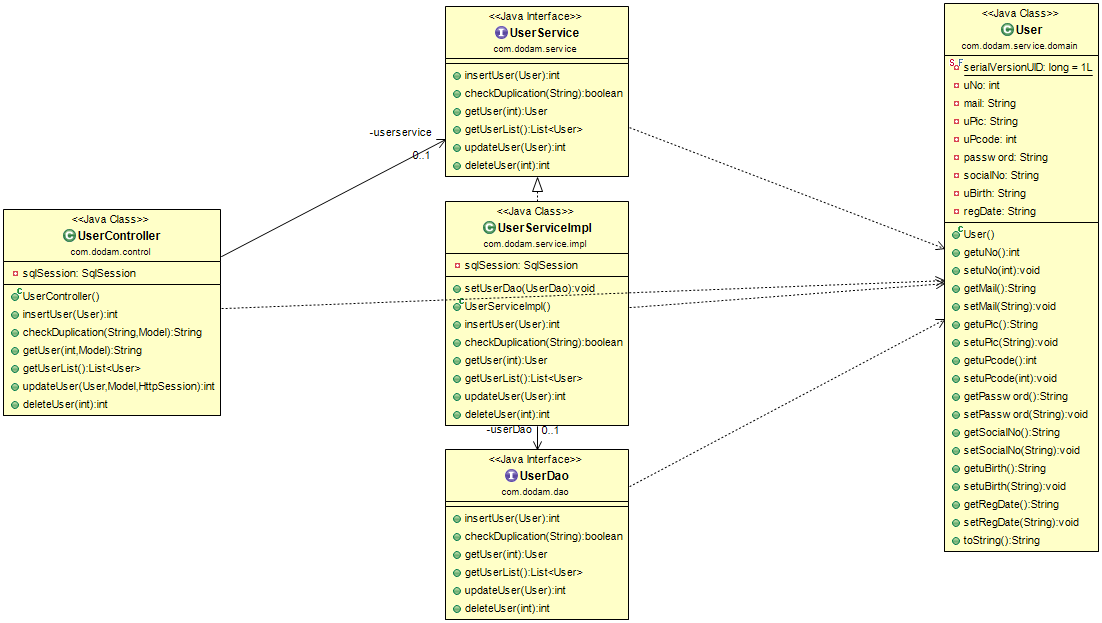 <<Java Interface>>
UserService
com.dodam.service
insertUser(User):int
checkDuplication(String):boolean
getUser(int):User
getUserList():List<User>
updateUser(User):int
deleteUser(int):int
-userservice
0..1
<<Java Class>>
UserController
com.dodam.control
sqlSession: SqlSession
UserController()
insertUser(User):int
checkDuplication(String,Model):String
getUser(int,Model):String
getUserList():List<User>
updateUser(User,Model,HttpSession):int
deleteUser(int):int
<<Java Class>>
UserServiceImpl
com.dodam.service.impl
sqlSession: SqlSession
setUserDao(UserDao):void
UserServiceImpl()
insertUser(User):int
checkDuplication(String):boolean
getUser(int):User
getUserList():List<User>
updateUser(User):int
deleteUser(int):int
-userDao
0..1
<<Java Interface>>
UserDao
com.dodam.dao
insertUser(User):int
checkDuplication(String):boolean
getUser(int):User
getUserList():List<User>
updateUser(User):int
deleteUser(int):int
<<Java Class>>
User
com.dodam.service.domain
serialVersionUID: long = 1L
uNo: int
mail: String
uPic: String
uPcode: int
password: String
socialNo: String
uBirth: String
regDate: String
User()
getuNo():int
setuNo(int):void
getMail():String
setMail(String):void
getuPic():String
setuPic(String):void
getuPcode():int
setuPcode(int):void
getPassword():String
setPassword(String):void
getSocialNo():String
setSocialNo(String):void
getuBirth():String
setuBirth(String):void
getRegDate():String
setRegDate(String):void
toString():String